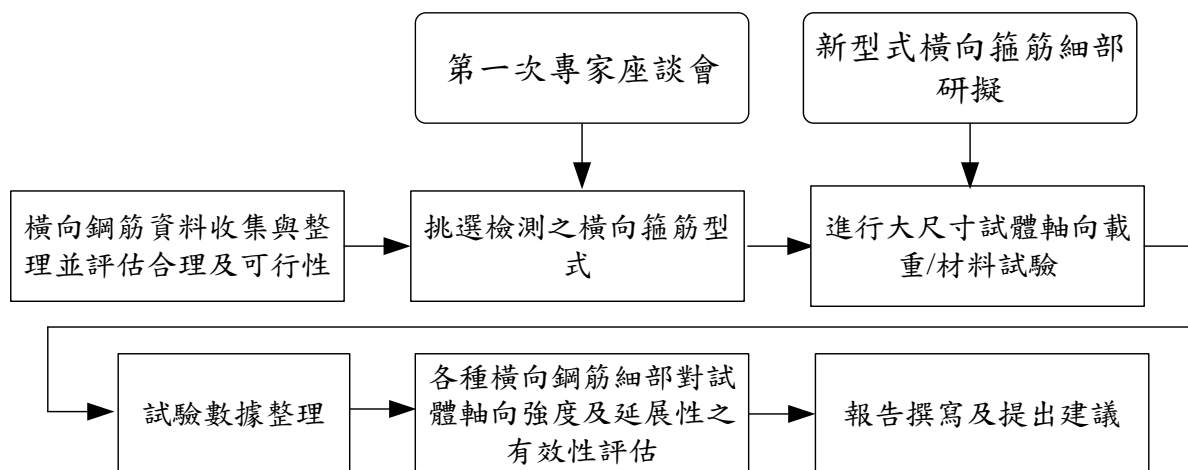 第一次專家座談會
新型式橫向箍筋細部
研擬
橫向鋼筋資料收集與整
理並評估合理及可行性
挑選檢測之橫向箍筋型
式
進行大尺寸試體軸向載
重/材料試驗
試驗數據整理
各種橫向鋼筋細部對試
體軸向強度及延展性之
有效性評估
報告撰寫及提出建議